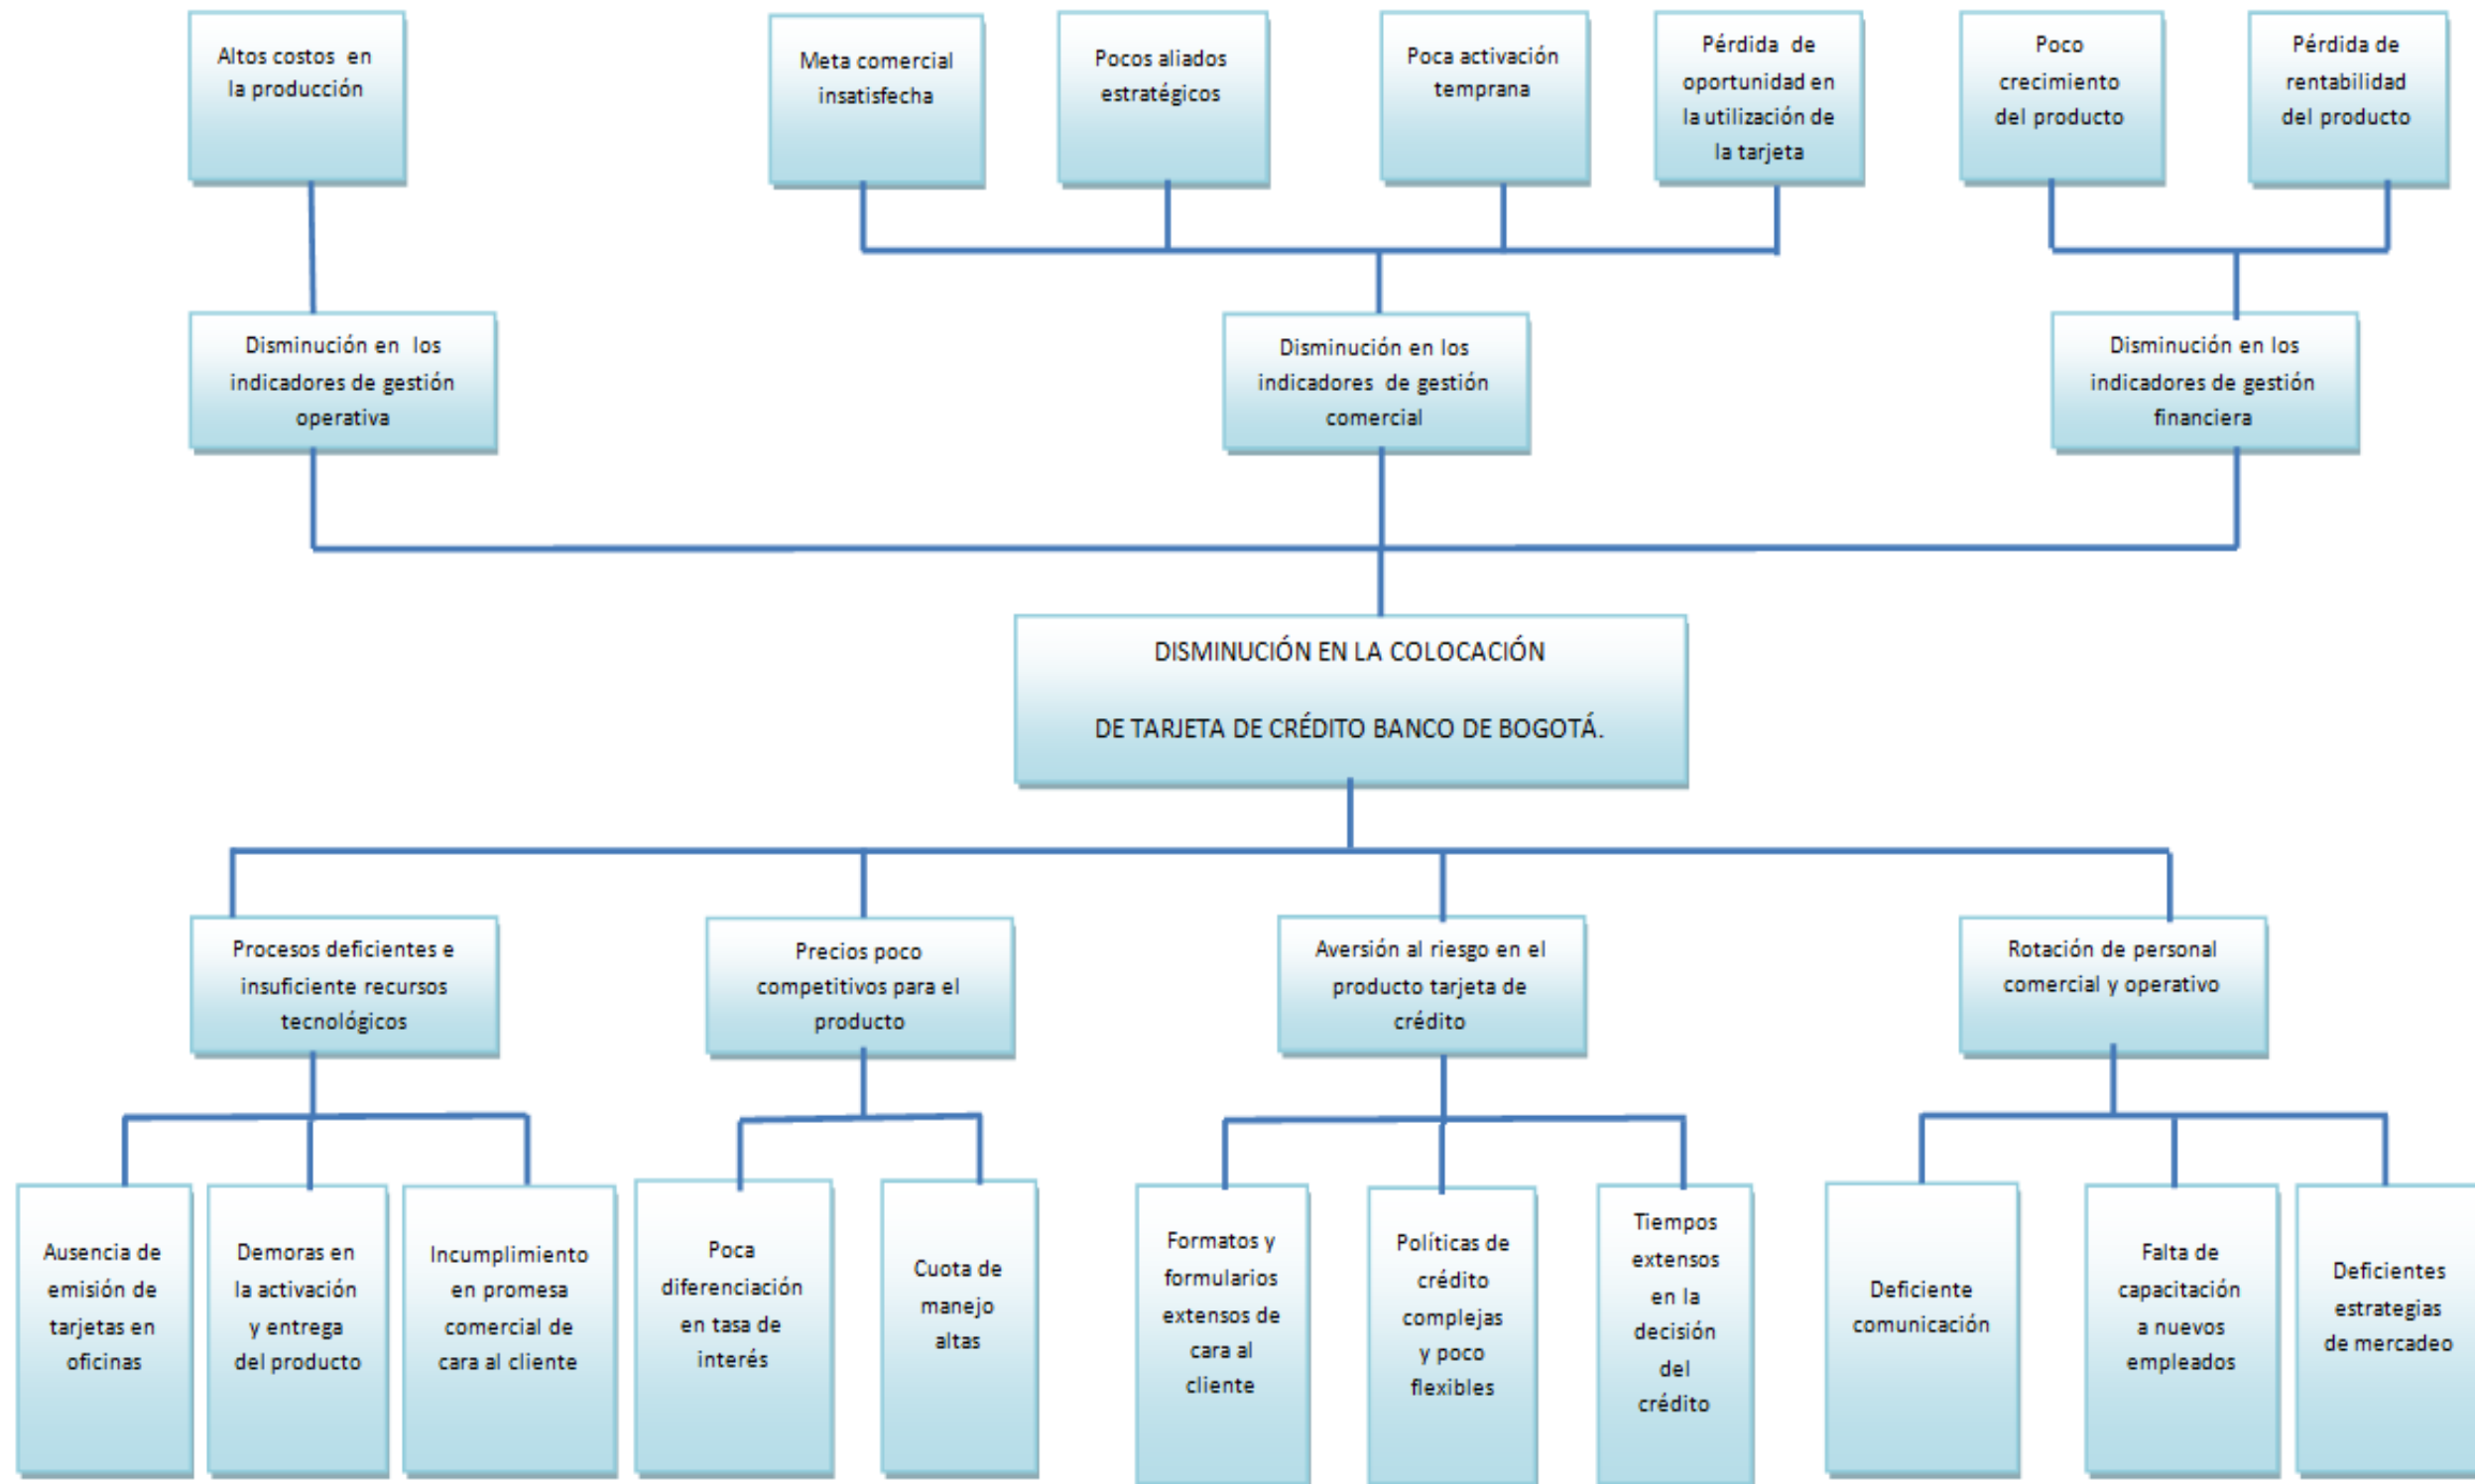 Altos costos en
la producción
Meta comercial
insatisfecha
Pocos aliados
estratégicos
Poca activación
temprana
Pérdida de
oportunidad en
la utilización de
la tarjeta
Poco
crecimiento
del producto
Pérdida de
rentabilidad
del producto
Disminución en los
indicadores de gestión
operativa
Disminución en los
indicadores de gestión
comercial
Disminución en los
indicadores de gestión
financiera
DISMINUCIÓN EN LA COLOCACIÓN
DE TARJETA DE CRÉDITO BANCO DE BOGOTÁ.
Procesos deficientes e
insuficiente recursos
tecnológicos
Precios poco
competitivos para el
producto
Aversión al riesgo en el
producto tarjeta de
crédito
Rotación de personal
comercial y operativo
Ausencia de
emisión de
tarjetas en
oficinas
Demoras en
la activación
y entrega
del producto
Incumplimiento
en promesa
comercial de
cara al cliente
Poca
diferenciación
en tasa de
interés
Cuota de
manejo
altas
Formatos y
formularios
extensos de
cara al
cliente
Políticas de
crédito
complejas
y poco
flexibles
Tiempos
extensos
en la
decisión
del
crédito
Deficiente
comunicación
Falta de
capacitación
a nuevos
empleados
Deficientes
estrategias
de mercadeo